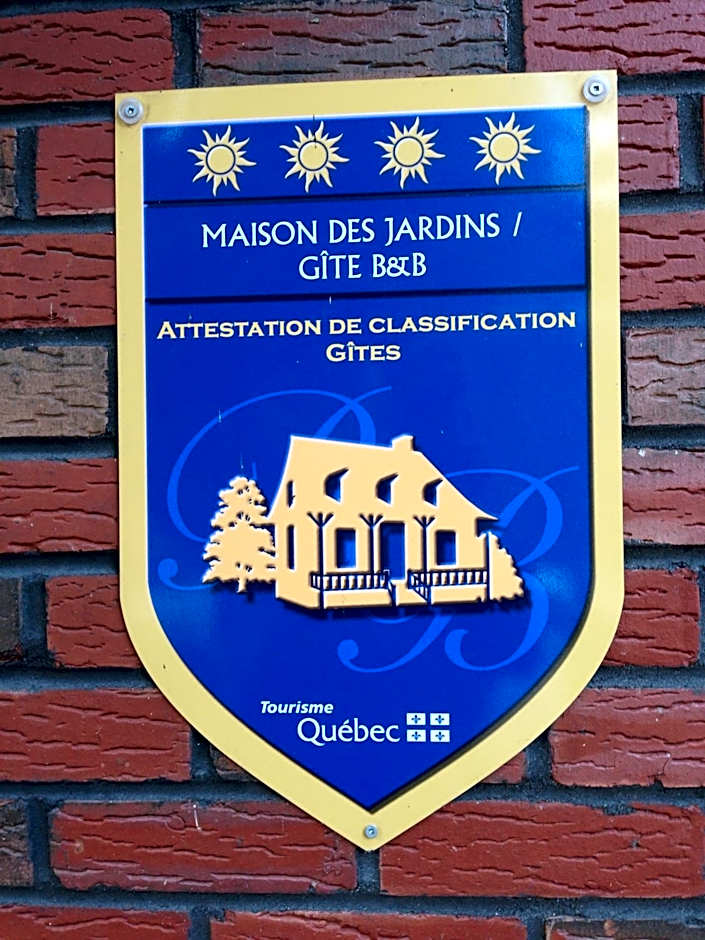 MAISON DES JARDINS /
GÎTE B&B
ATTESTATION DE CLASSIFICATION
GÎTES
B
B
Tourisme
Québec